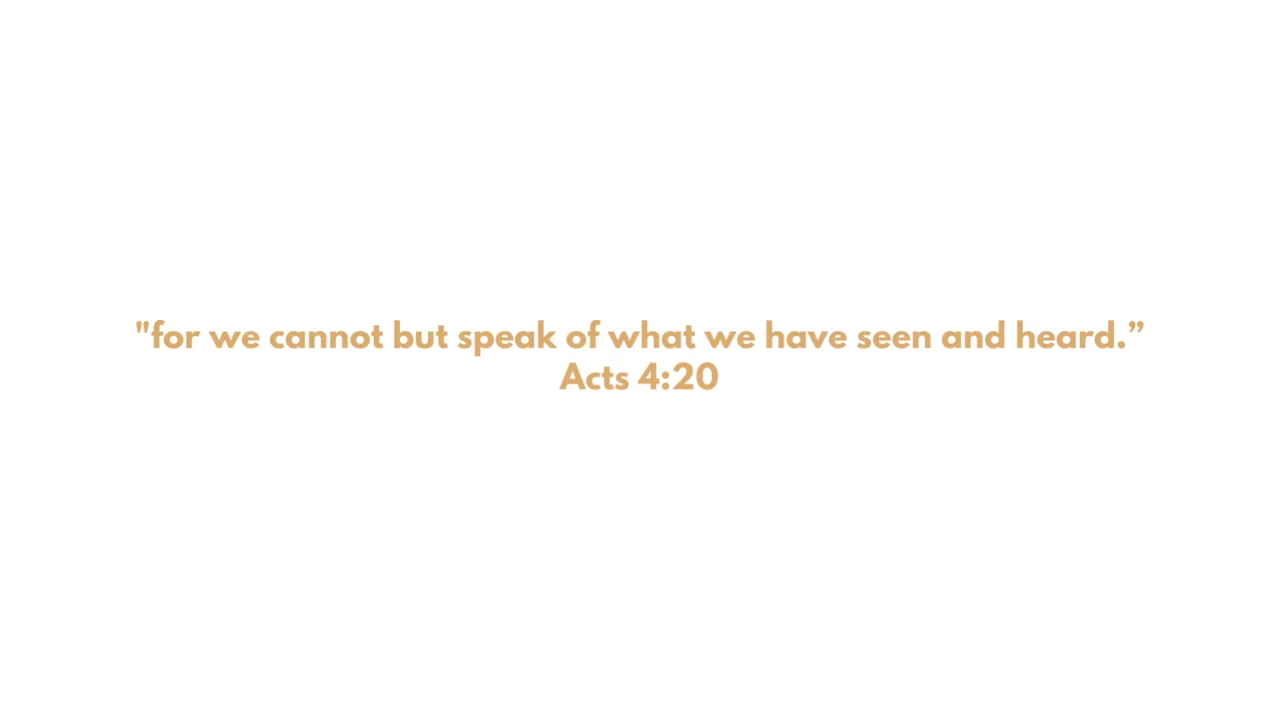 "for we cannot but speak of what we have seen and heard.”
Acts 4:20